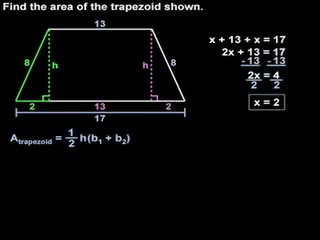 Find the area of the trapezoid shown.
13
8 h h 8
2 13 2
17
x + 13 + x = 17
2x + 13 = 17
-13 -13
2x = 4
2 2
x = 2
A trapezoid = 1/2 h(b₁ + b₂)